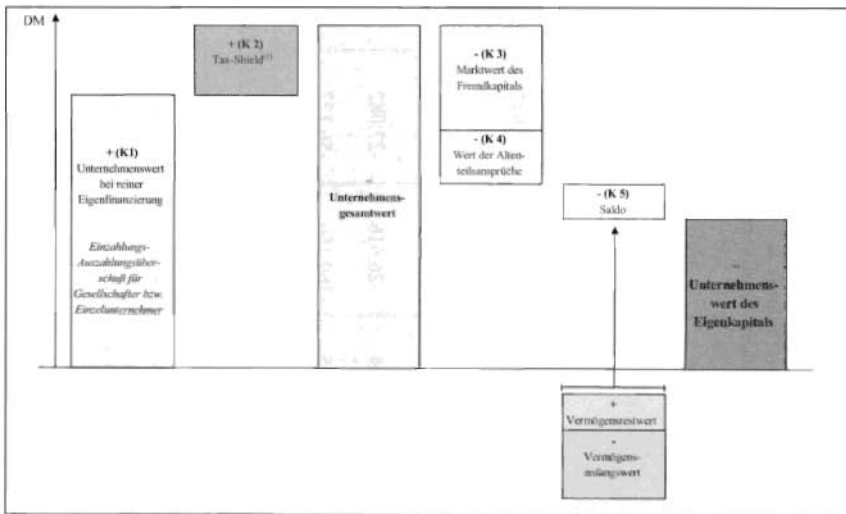 DM
+ (K1)
Unternehmenswert
bei reiner
Eigenfinanzierung
Einzahlungs-
Auszahlungsüber-
schuß für
Gesellschafter bzw.
Einzelunternehmer
+ (K 2)
Tax-Shield
Unternehmens-
gesamtwert
- (K 3)
Marktwert des
Fremdkapitals
- (K 4)
Wert der Alten-
teilsansprüche
- (K 5)
Saldo
+
Vermögensrestwert
-
Vermögens-
anfangswert
Unternehmens-
wert des
Eigenkapitals